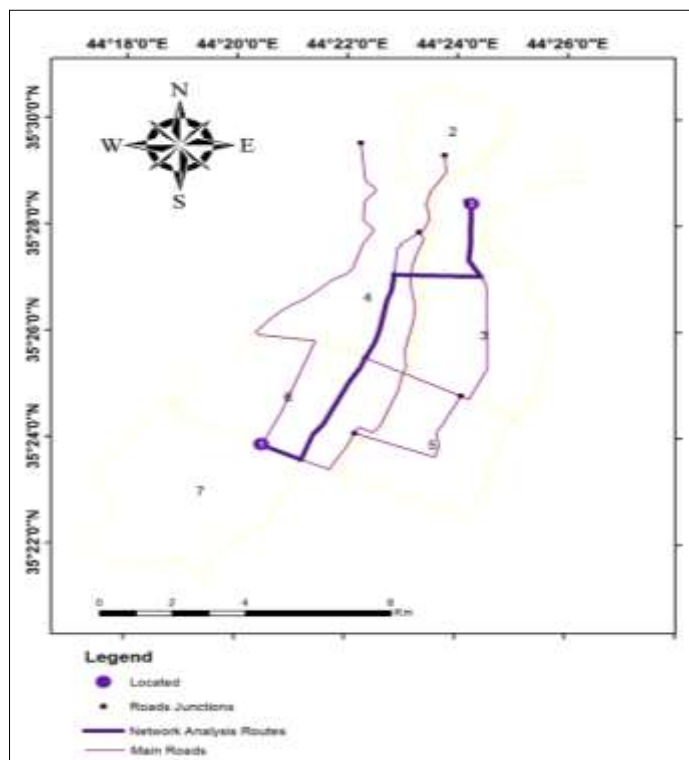 44°18'0"E 44°20'0"E 44°22'0"E 44°24'0"E 44°26'0"E
35°30'0"N
35°28'0"N
35°26'0"N
35°24'0"N
35°22'0"N
N
W E
S
2
4
3
6
5
7
0 2 4 8
Km
Legend
Located
Roads Junctions
Network Analysis Routes
Main Roads